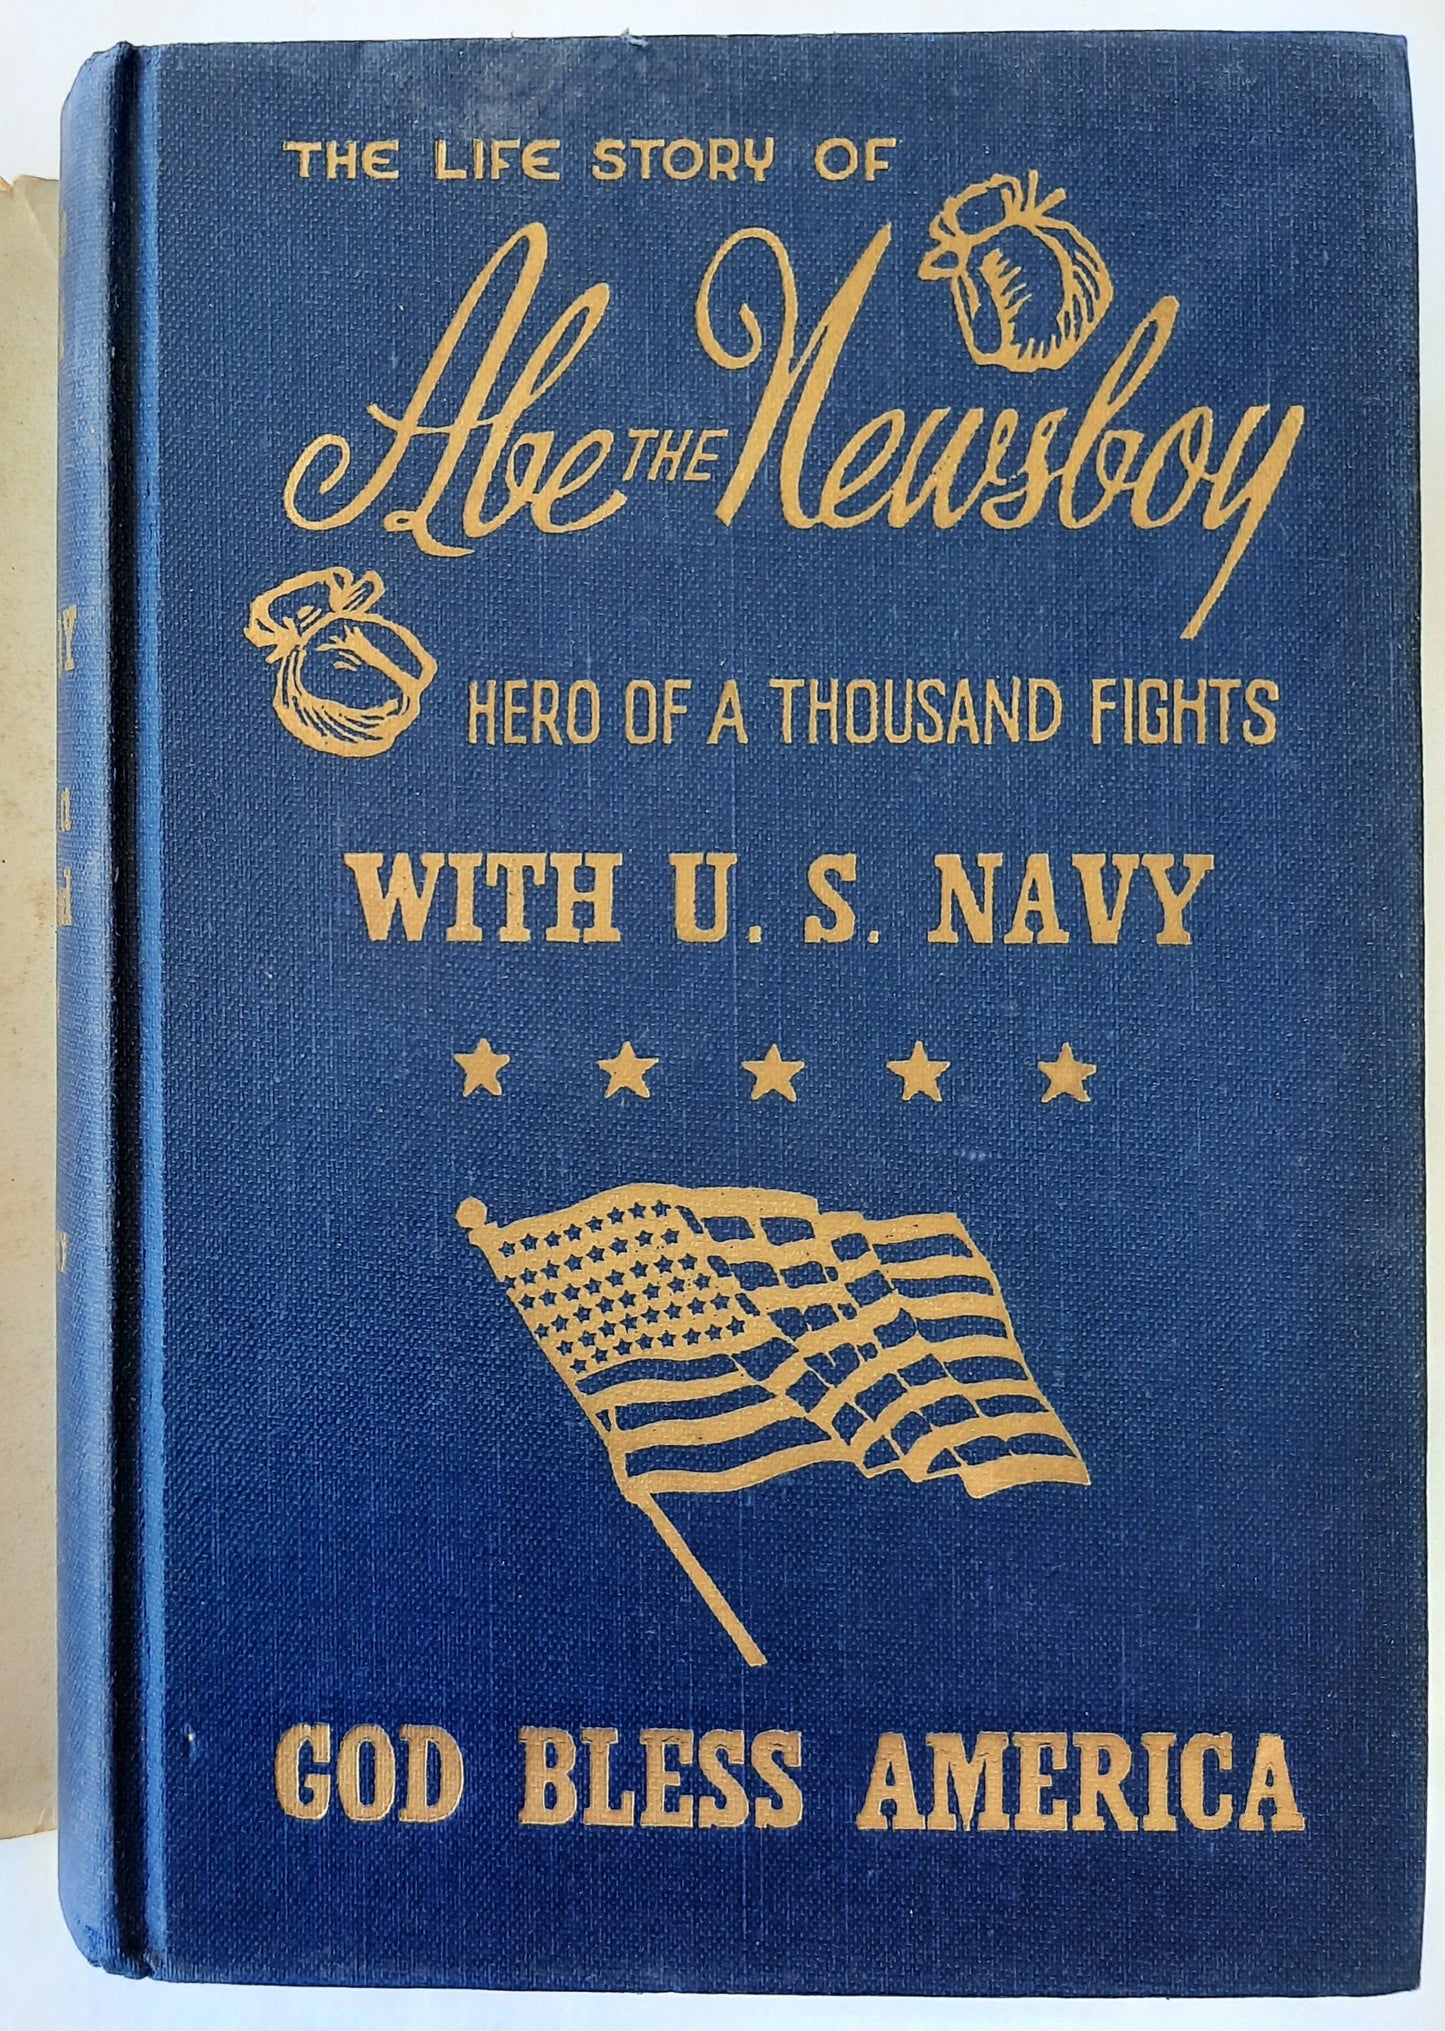 THE LIFE STORY OF
Abe THE Newsboy
HERO OF A THOUSAND FIGHTS
WITH U. S. NAVY
GOD BLESS AMERICA